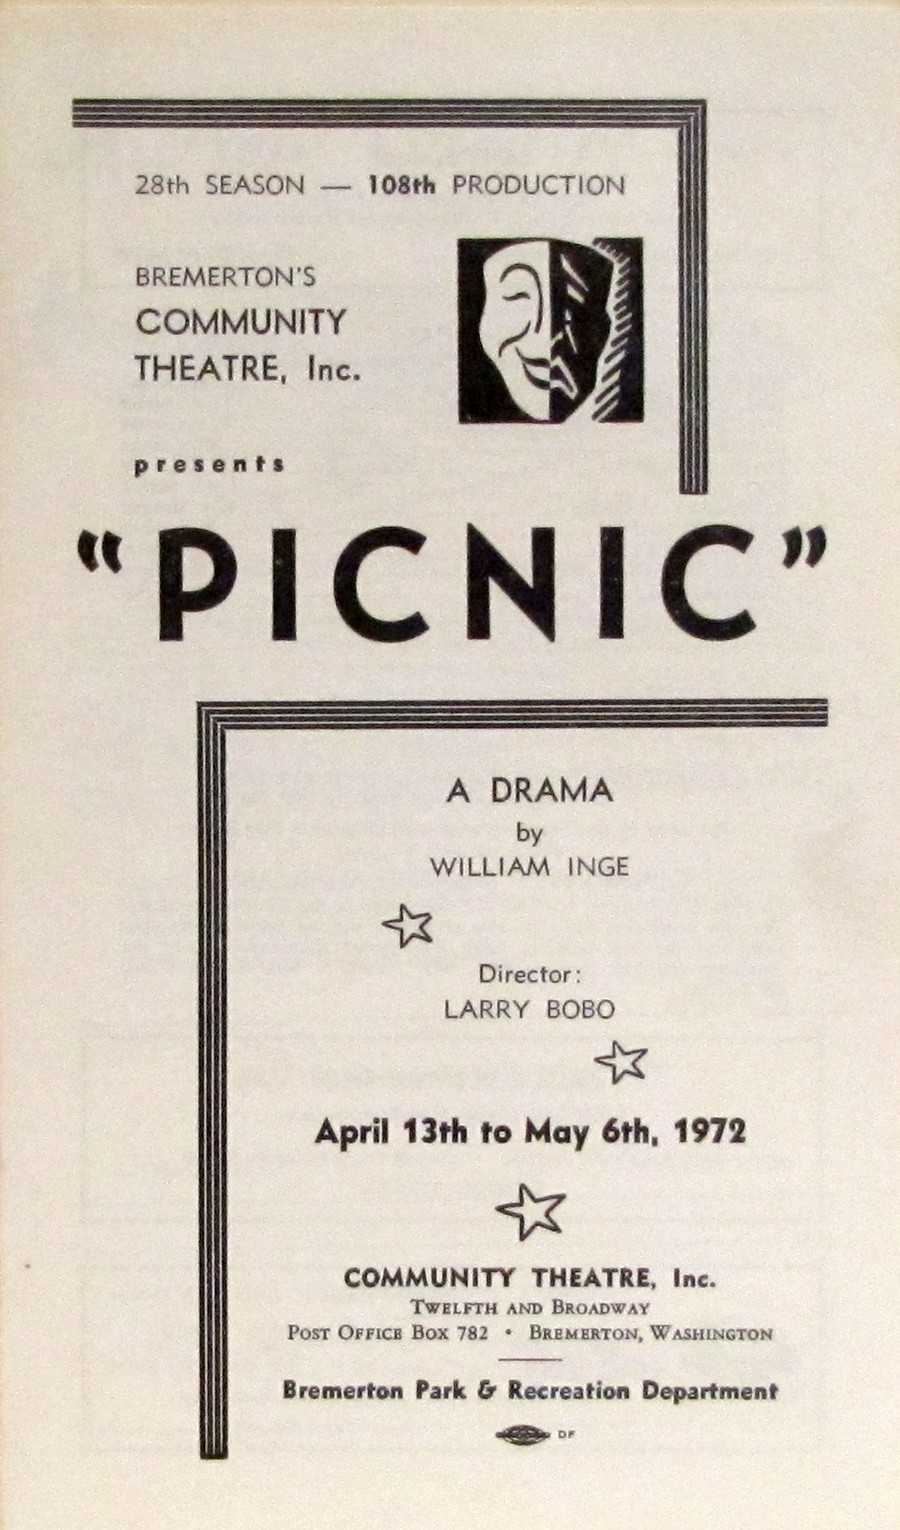 28th SEASON — 108th PRODUCTION
BREMERTON'S
COMMUNITY
THEATRE, Inc.
presents
“PICNIC”
A DRAMA
by
WILLIAM INGE
Director:
LARRY BOBO
April 13th to May 6th, 1972
COMMUNITY THEATRE, Inc.
TWELFTH AND BROADWAY
POST OFFICE BOX 782 • BREMERTON, WASHINGTON
Bremerton Park & Recreation Department
DF